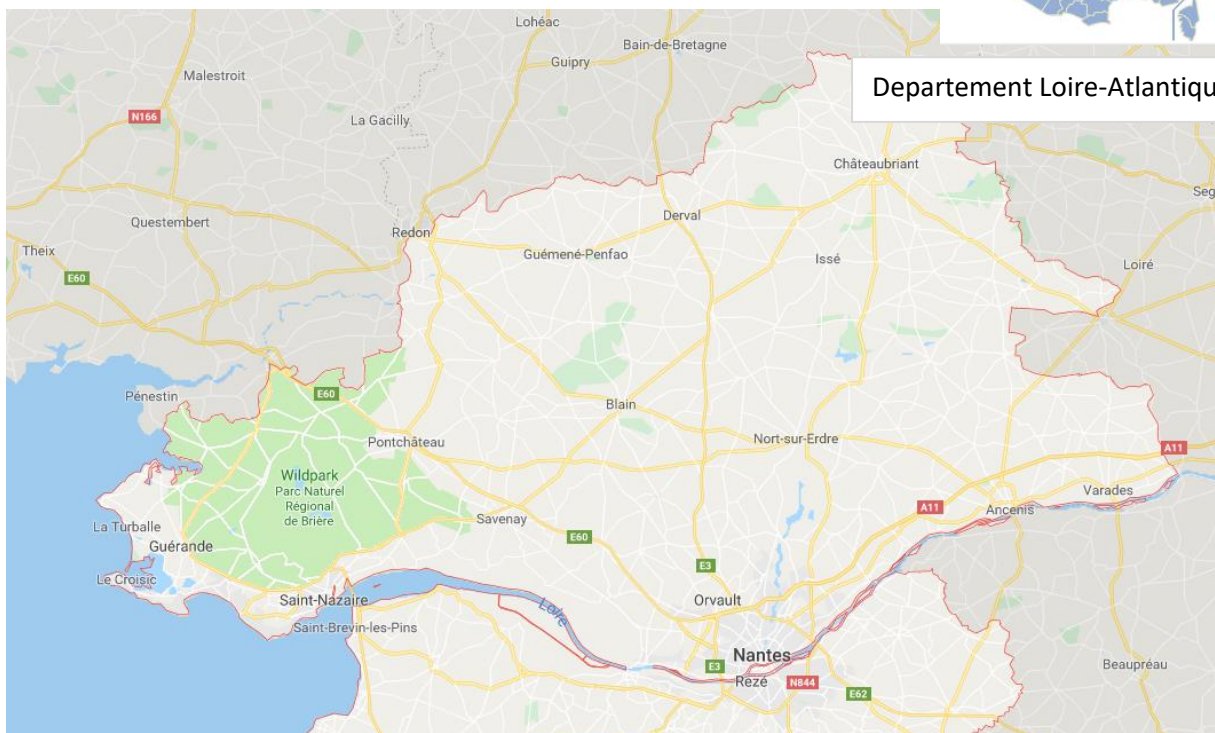 Lohéac
Bain-de-Bretagne
Guipry
Malestroit
Departement Loire-Atlantiqu
N166
La Gacilly
Châteaubriant
Seg
Questembert
Derval
Redon
Theix
Guémené-Penfao
Issé
Loiré
E60
Pénestin
E60
Blain
Pontchâteau
Nort-sur-Erdre
A11
Wildpark
Parc Naturel
Régional
de Brière
Varades
La Turballe
Savenay
A11
Ancenis
Guérande
E60
E3
Le Croisic
Saint-Nazaire
Loire
Orvault
Saint-Brevin-les-Pins
Nantes
E3
Rezé
N844
E62
Beaupréau